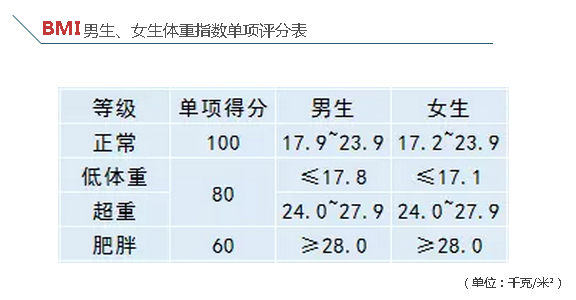 BMI男生、女生体重指数单项评分表
等级 单项得分 男生 女生
正常 100 17.9~23.9 17.2~23.9
低体重 80 ≤17.8 ≤17.1
超重 24.0~27.9 24.0~27.9
肥胖 60 ≥28.0 ≥28.0
（单位：千克/米²）